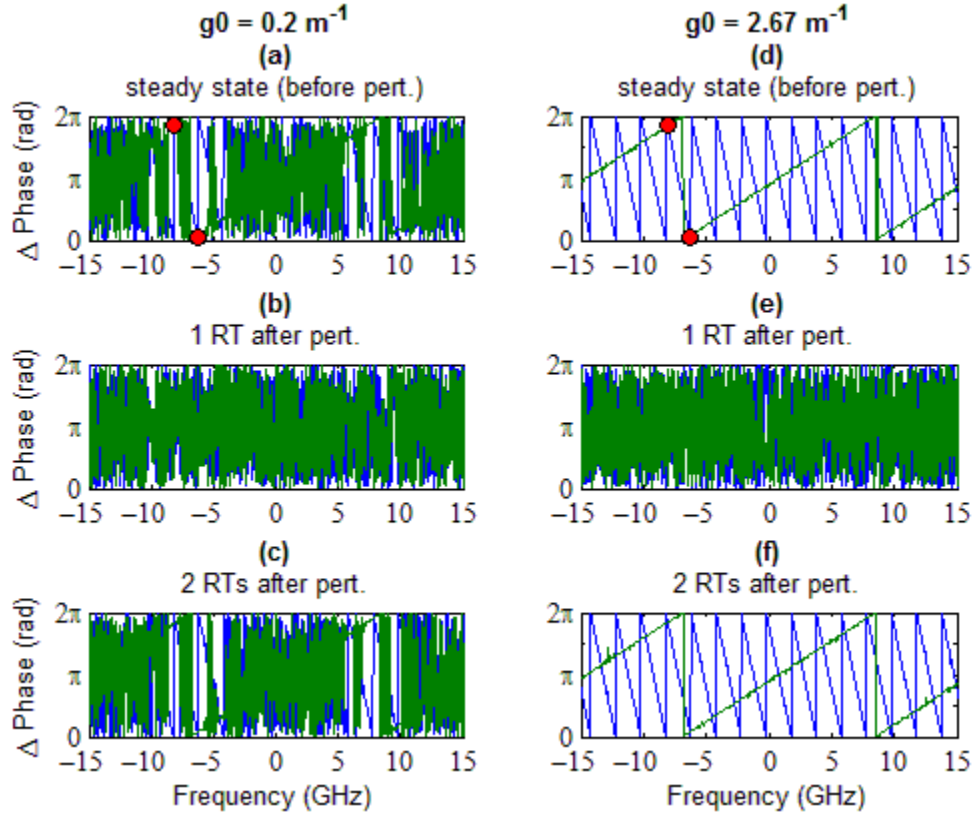 g0 = 0.2 m⁻¹
(a)
steady state (before pert.)
Δ Phase (rad)
2π
π
0
−15 −10 −5 0 5 10 15
(b)
1 RT after pert.
Δ Phase (rad)
2π
π
0
−15 −10 −5 0 5 10 15
(c)
2 RTs after pert.
Δ Phase (rad)
2π
π
0
−15 −10 −5 0 5 10 15
Frequency (GHz)
g0 = 2.67 m⁻¹
(d)
steady state (before pert.)
2π
π
0
−15 −10 −5 0 5 10 15
(e)
1 RT after pert.
2π
π
0
−15 −10 −5 0 5 10 15
(f)
2 RTs after pert.
2π
π
0
−15 −10 −5 0 5 10 15
Frequency (GHz)